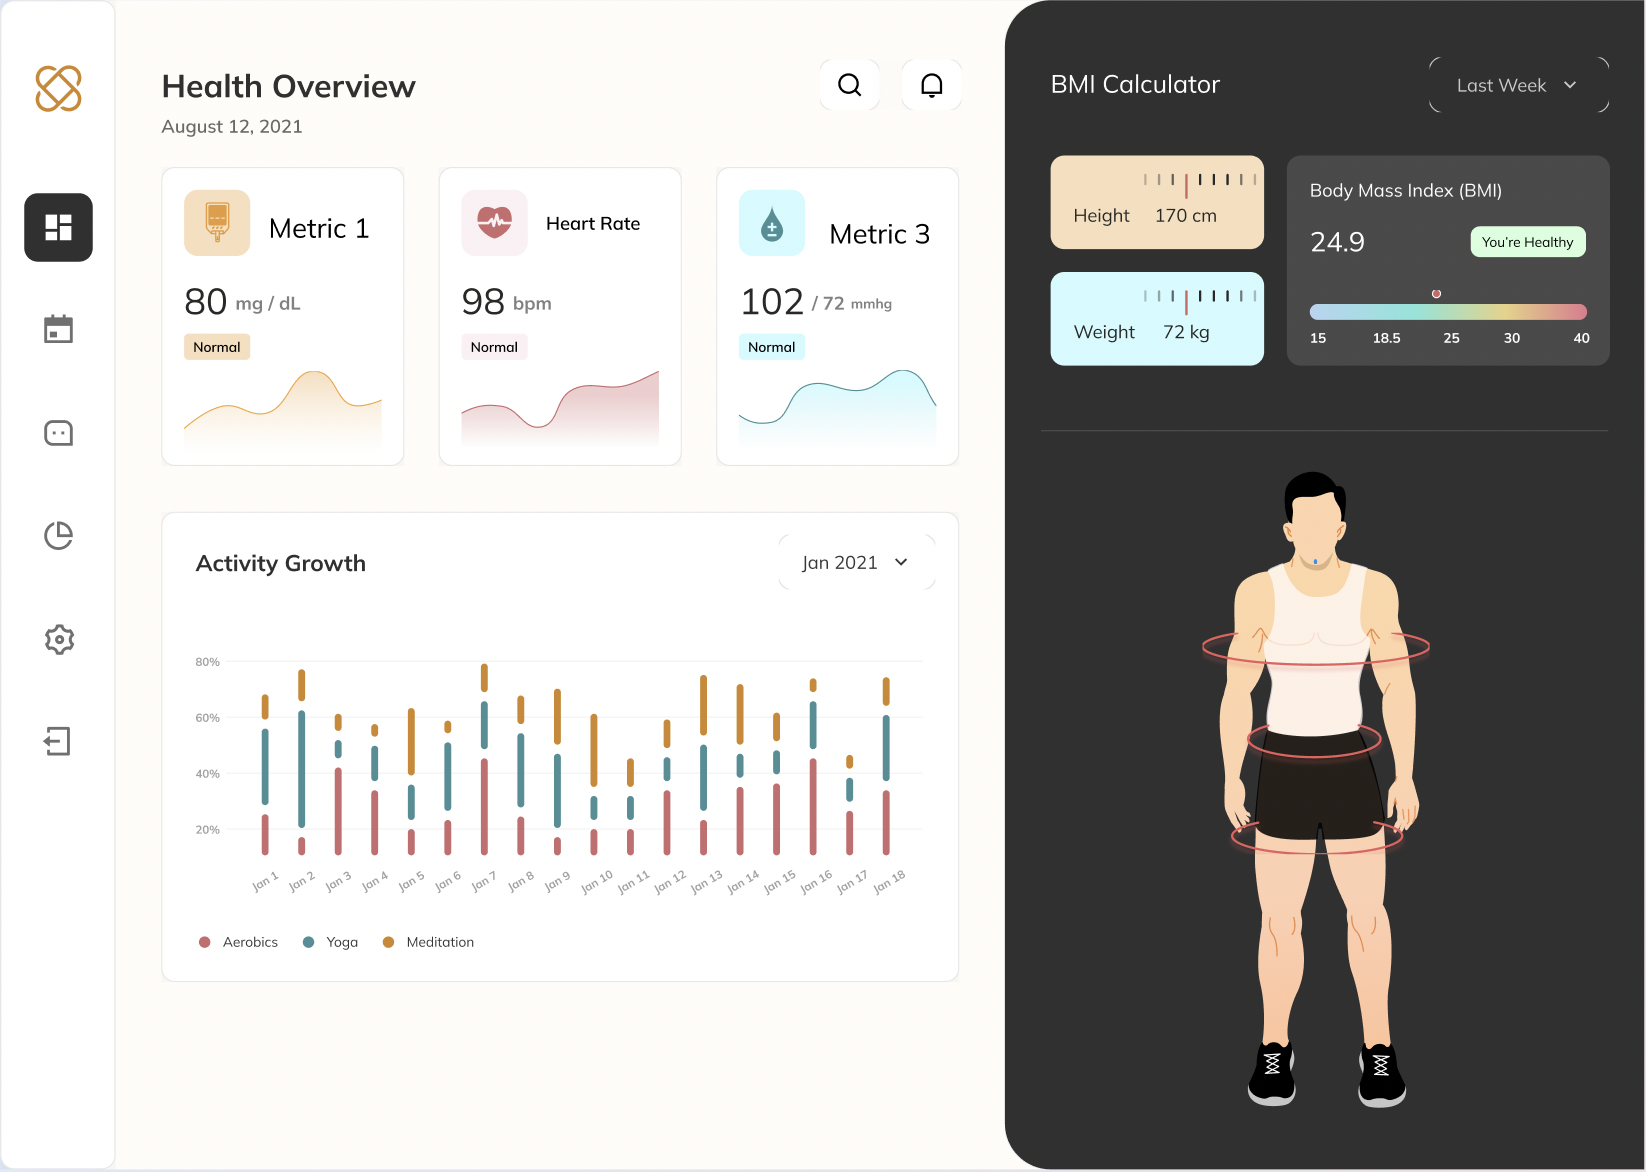 Health Overview
August 12, 2021
Metric 1
80 mg / dL
Normal
Heart Rate
98 bpm
Normal
Metric 3
102 / 72 mmhg
Normal
Activity Growth
Jan 2021
80%
60%
40%
20%
Jan 1 Jan 2 Jan 3 Jan 4 Jan 5 Jan 6 Jan 7 Jan 8 Jan 9 Jan 10 Jan 11 Jan 12 Jan 13 Jan 14 Jan 15 Jan 16 Jan 17 Jan 18
Aerobics Yoga Meditation
BMI Calculator
Last Week
Height 170 cm
Weight 72 kg
Body Mass Index (BMI)
24.9
You're Healthy
15 18.5 25 30 40